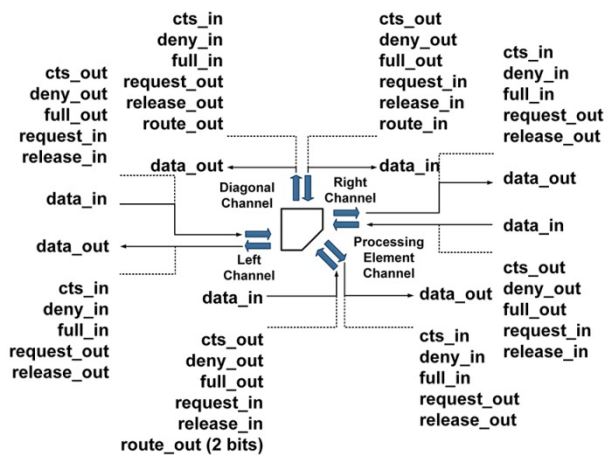 cts_in
deny_in
full_in
request_out
release_out
route_out
data_out
cts_out
deny_out
full_out
request_in
release_in
route_in
data_in
cts_out
deny_out
full_out
request_in
release_in
data_in
data_out
cts_in
deny_in
full_in
request_out
release_out
Diagonal
Channel
Right
Channel
Left
Channel
Processing
Element
Channel
cts_in
deny_in
full_in
request_out
release_out
data_out
data_in
cts_out
deny_out
full_out
request_in
release_in
data_in
cts_out
deny_out
full_out
request_in
release_in
route_out (2 bits)
data_out
cts_in
deny_in
full_in
request_out
release_out